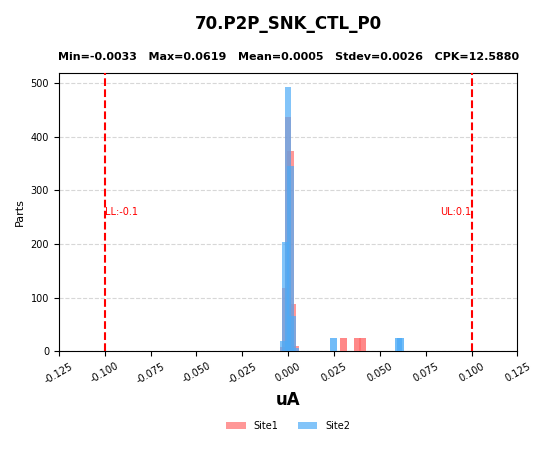 70.P2P_SNK_CTL_P0
Min=-0.0033 Max=0.0619 Mean=0.0005 Stdev=0.0026 CPK=12.5880
500
400
300
200
100
0
Parts
LL:-0.1
UL:0.1
-0.125 -0.100 -0.075 -0.050 -0.025 0.000 0.025 0.050 0.075 0.100 0.125
uA
Site1 Site2